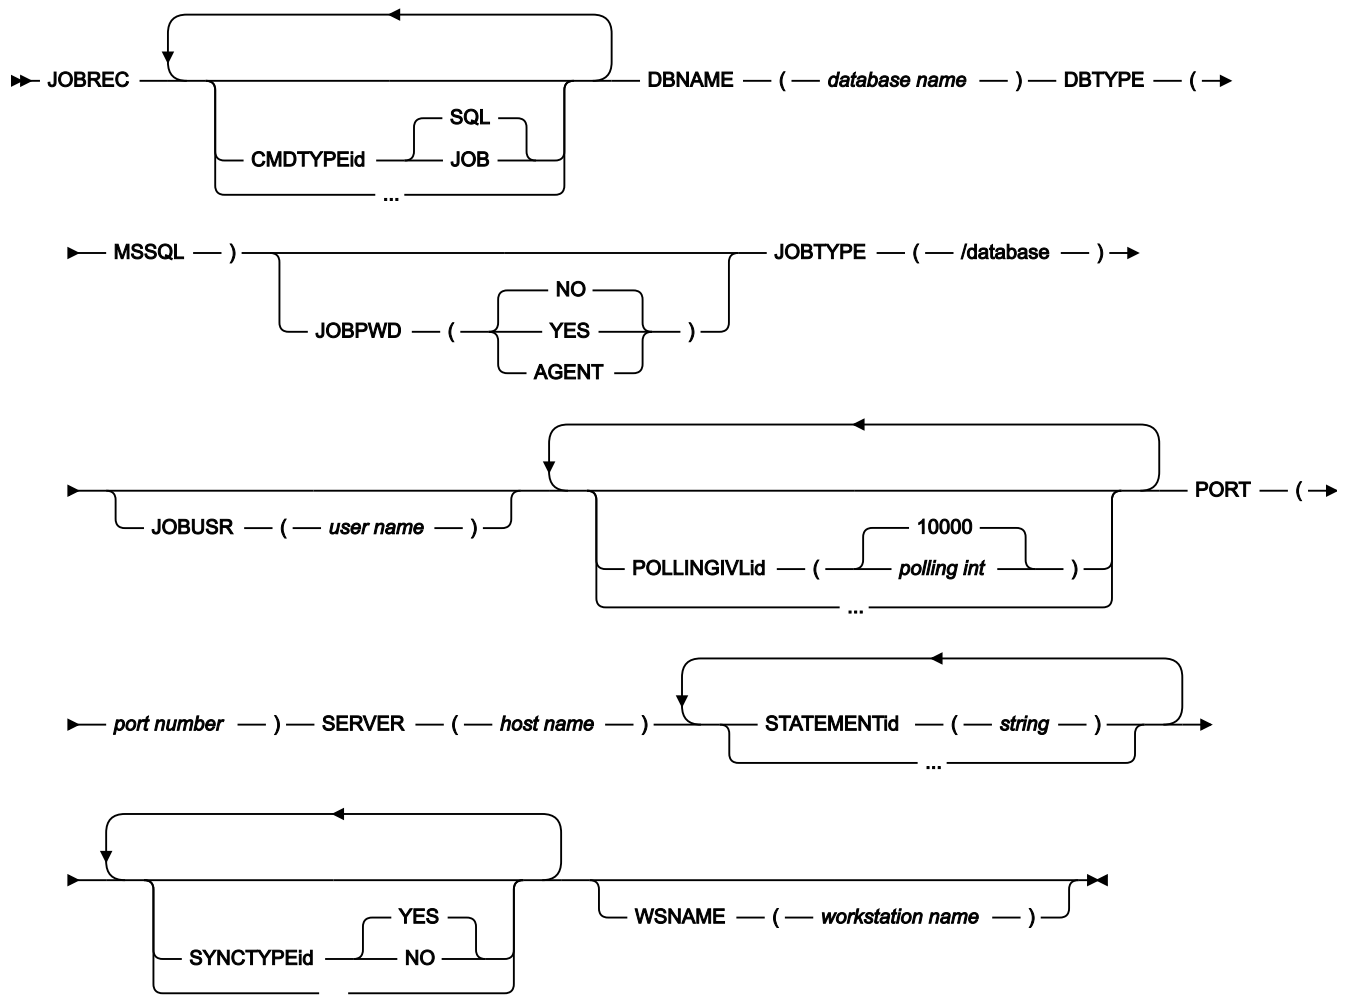 JOBREC DBNAME ( database name ) DBTYPE (
SQL
CMDTYPEid JOB
...
MSSQL ) JOBTYPE ( /database )
NO
JOBPWD ( YES )
AGENT
PORT (
JOBUSR ( user name )
10000
POLLINGIVLid ( polling int )
...
port number ) SERVER ( host name ) STATEMENTid ( string )
...
YES
WSNAME ( workstation name )
SYNCTYPEid NO